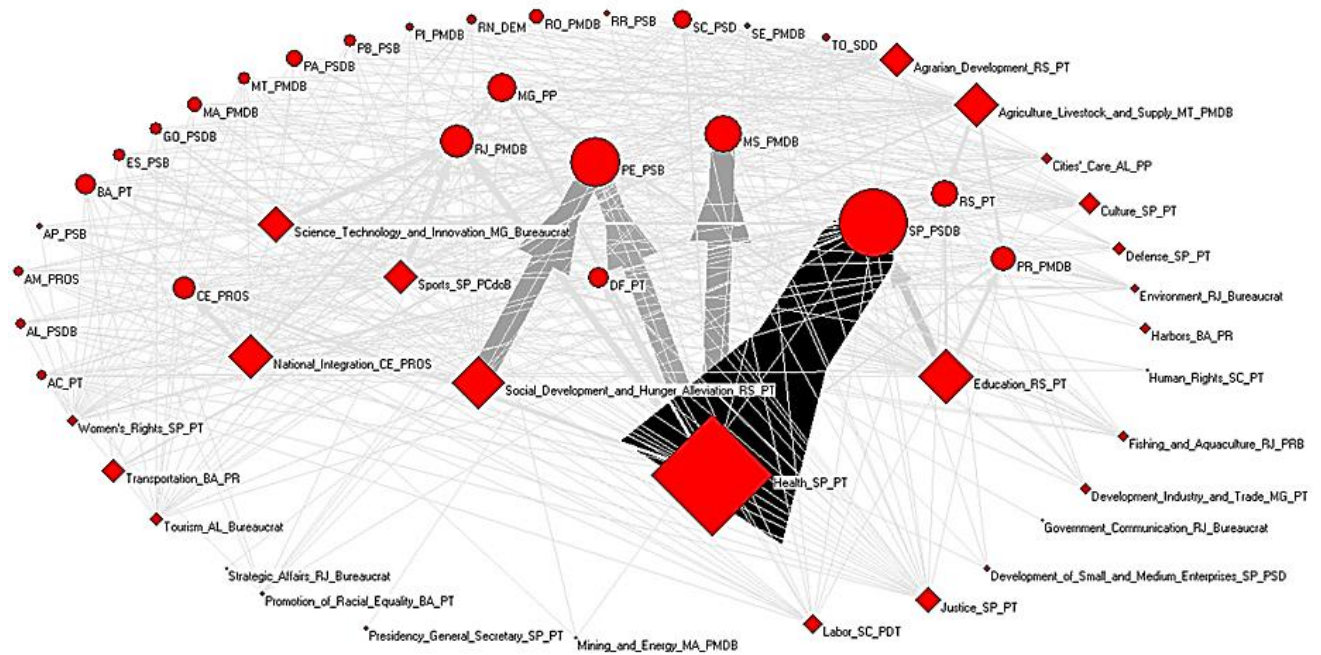 PI_PMDB
RN_DEM
RO_PMDB
RR_PSB
SC_PSD
SE_PMDB
TO_SDD
PB_PSB
PA_PSDB
MT_PMDB
MA_PMDB
GO_PSDB
ES_PSB
BA_PT
AP_PSB
AM_PROS
AL_PSDB
AC_PT
MG_PP
RJ_PMDB
PE_PSB
MS_PMDB
SP_PSDB
RS_PT
PR_PMDB
DF_PT
CE_PROS
Agrarian_Development_RS_PT
Agriculture_Livestock_and_Supply_MT_PMDB
Cities'_Care_AL_PP
Culture_SP_PT
Defense_SP_PT
Environment_RJ_Bureaucrat
Harbors_BA_PR
Human_Rights_SC_PT
Science_Technology_and_Innovation_MG_Bureaucrat
Sports_SP_PCdoB
National_Integration_CE_PROS
Social_Development_and_Hunger_Alleviation_RS_PT
Education_RS_PT
Health_SP_PT
Fishing_and_Aquaculture_RJ_PRB
Development_Industry_and_Trade_MG_PT
Government_Communication_RJ_Bureaucrat
Development_of_Small_and_Medium_Enterprises_SP_PSD
Justice_SP_PT
Labor_SC_PDT
Women's_Rights_SP_PT
Transportation_BA_PR
Tourism_AL_Bureaucrat
Strategic_Affairs_RJ_Bureaucrat
Promotion_of_Racial_Equality_BA_PT
Presidency_General_Secretary_SP_PT
Mining_and_Energy_MA_PMDB